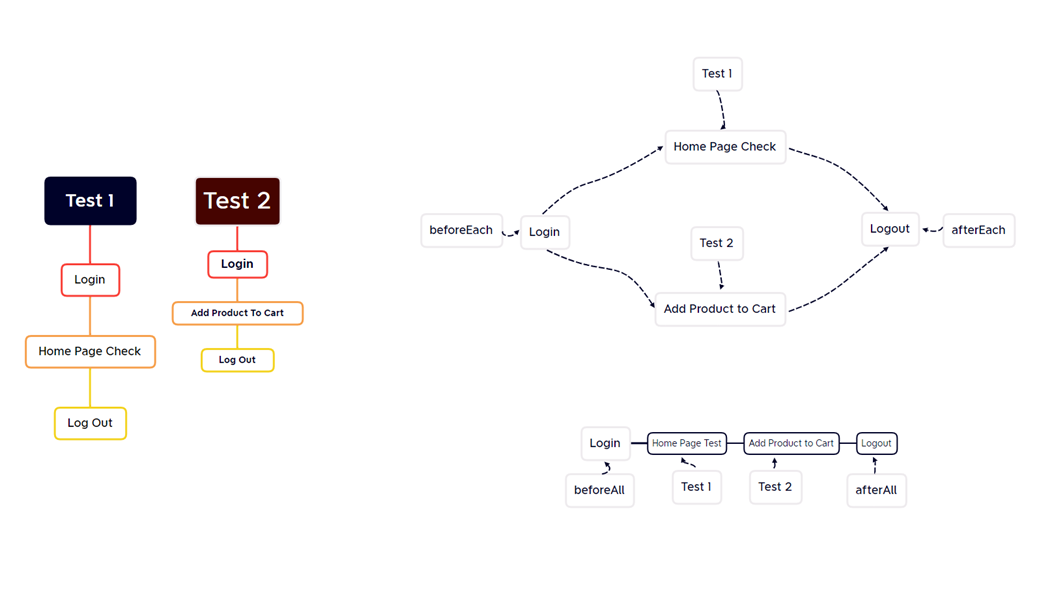 Test 1
Login
Home Page Check
Log Out
Test 2
Login
Add Product To Cart
Log Out
Test 1
Home Page Check
beforeEach
Login
Test 2
Add Product to Cart
Logout
afterEach
Login
Home Page Test
Add Product to Cart
Logout
beforeAll
Test 1
Test 2
afterAll